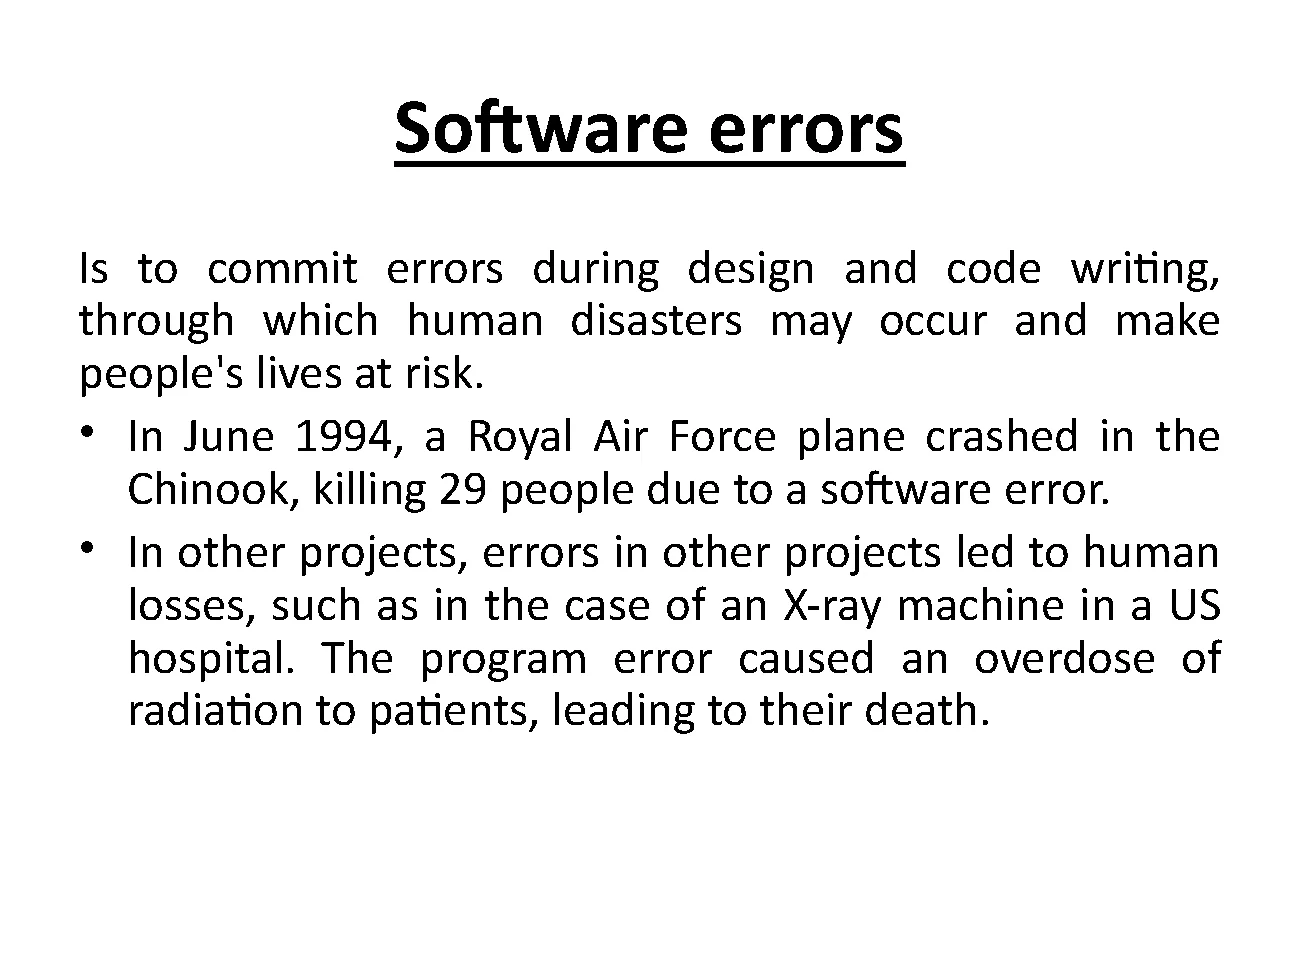 Software errors
Is to commit errors during design and code writing,
through which human disasters may occur and make
people's lives at risk.
• In June 1994, a Royal Air Force plane crashed in the
Chinook, killing 29 people due to a software error.
• In other projects, errors in other projects led to human
losses, such as in the case of an X-ray machine in a US
hospital. The program error caused an overdose of
radiation to patients, leading to their death.